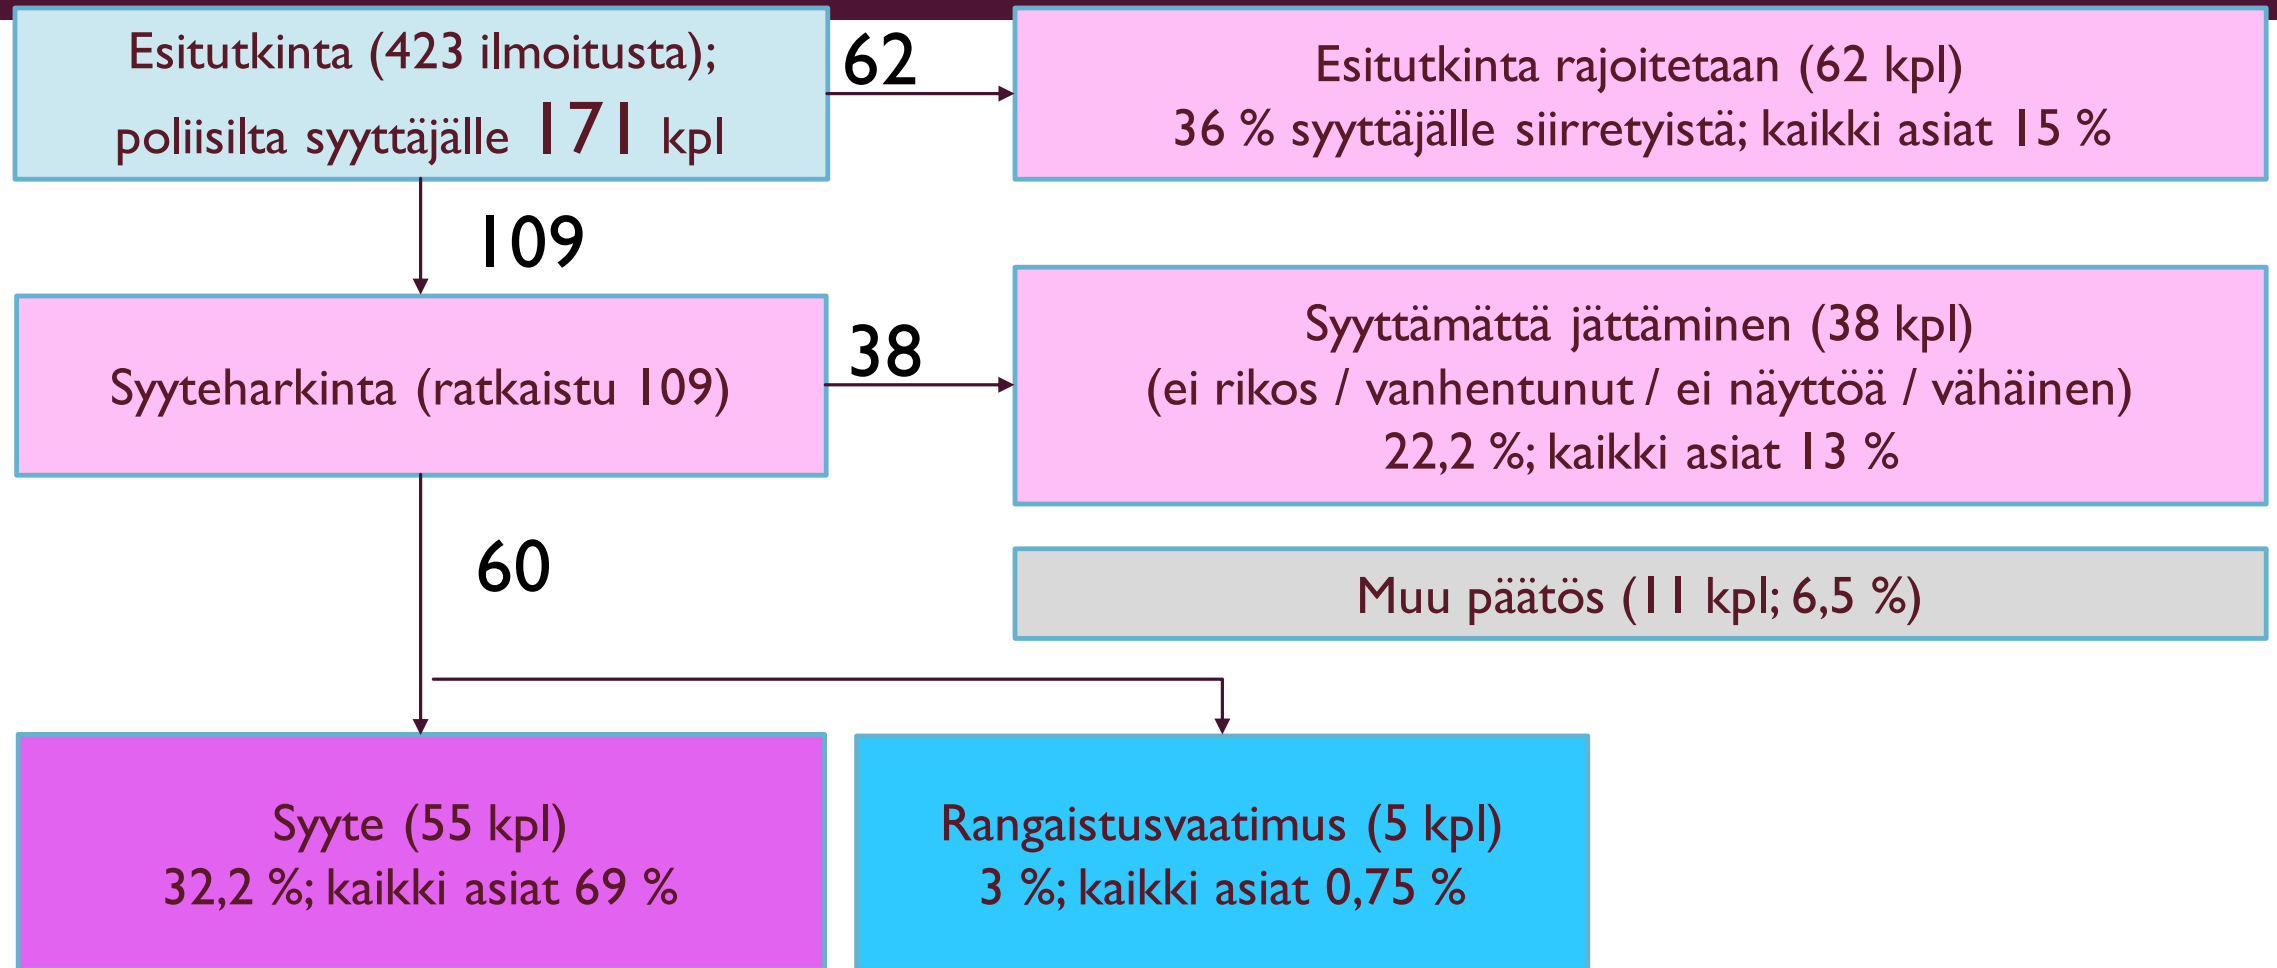 Esitutkinta (423 ilmoitusta);
poliisilta syyttäjälle 171 kpl
62
Esitutkinta rajoitetaan (62 kpl)
36 % syyttäjälle siirretyistä; kaikki asiat 15 %
109
Syyteharkinta (ratkaistu 109)
38
Syyttämättä jättäminen (38 kpl)
(ei rikos / vanhentunut / ei näyttöä / vähäinen)
22,2 %; kaikki asiat 13 %
60
Muu päätös (11 kpl; 6,5 %)
Syyte (55 kpl)
32,2 %; kaikki asiat 69 %
Rangaistusvaatimus (5 kpl)
3 %; kaikki asiat 0,75 %